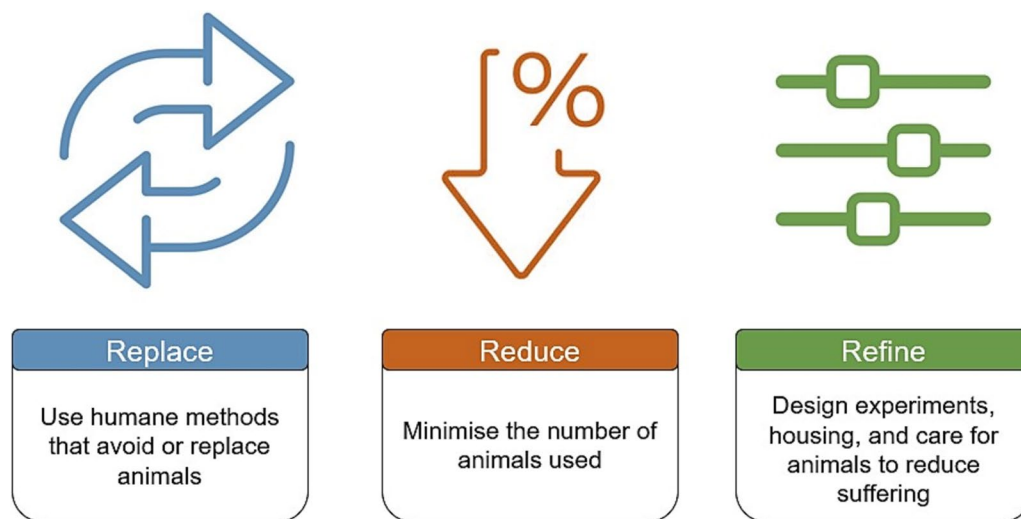 %
Replace
Use humane methods
that avoid or replace
animals
Reduce
Minimise the number of
animals used
Refine
Design experiments,
housing, and care for
animals to reduce
suffering